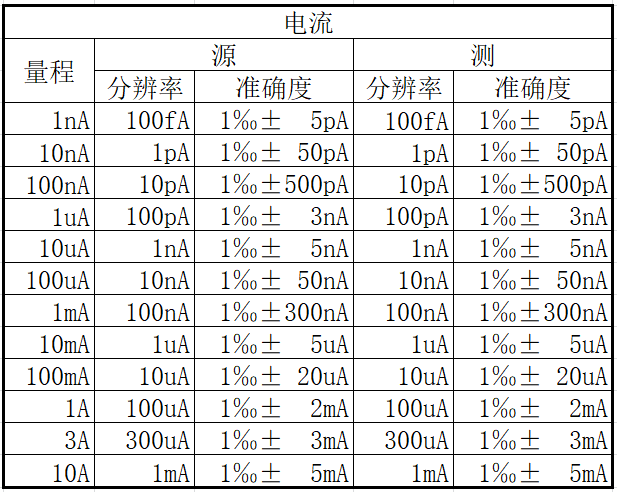 电流
量程 源 测
分辨率 准确度 分辨率 准确度
1nA 100fA 1‰± 5pA 100fA 1‰± 5pA
10nA 1pA 1‰± 50pA 1pA 1‰± 50pA
100nA 10pA 1‰±500pA 10pA 1‰±500pA
1uA 100pA 1‰± 3nA 100pA 1‰± 3nA
10uA 1nA 1‰± 5nA 1nA 1‰± 5nA
100uA 10nA 1‰± 50nA 10nA 1‰± 50nA
1mA 100nA 1‰±300nA 100nA 1‰±300nA
10mA 1uA 1‰± 5uA 1uA 1‰± 5uA
100mA 10uA 1‰± 20uA 10uA 1‰± 20uA
1A 100uA 1‰± 2mA 100uA 1‰± 2mA
3A 300uA 1‰± 3mA 300uA 1‰± 3mA
10A 1mA 1‰± 5mA 1mA 1‰± 5mA